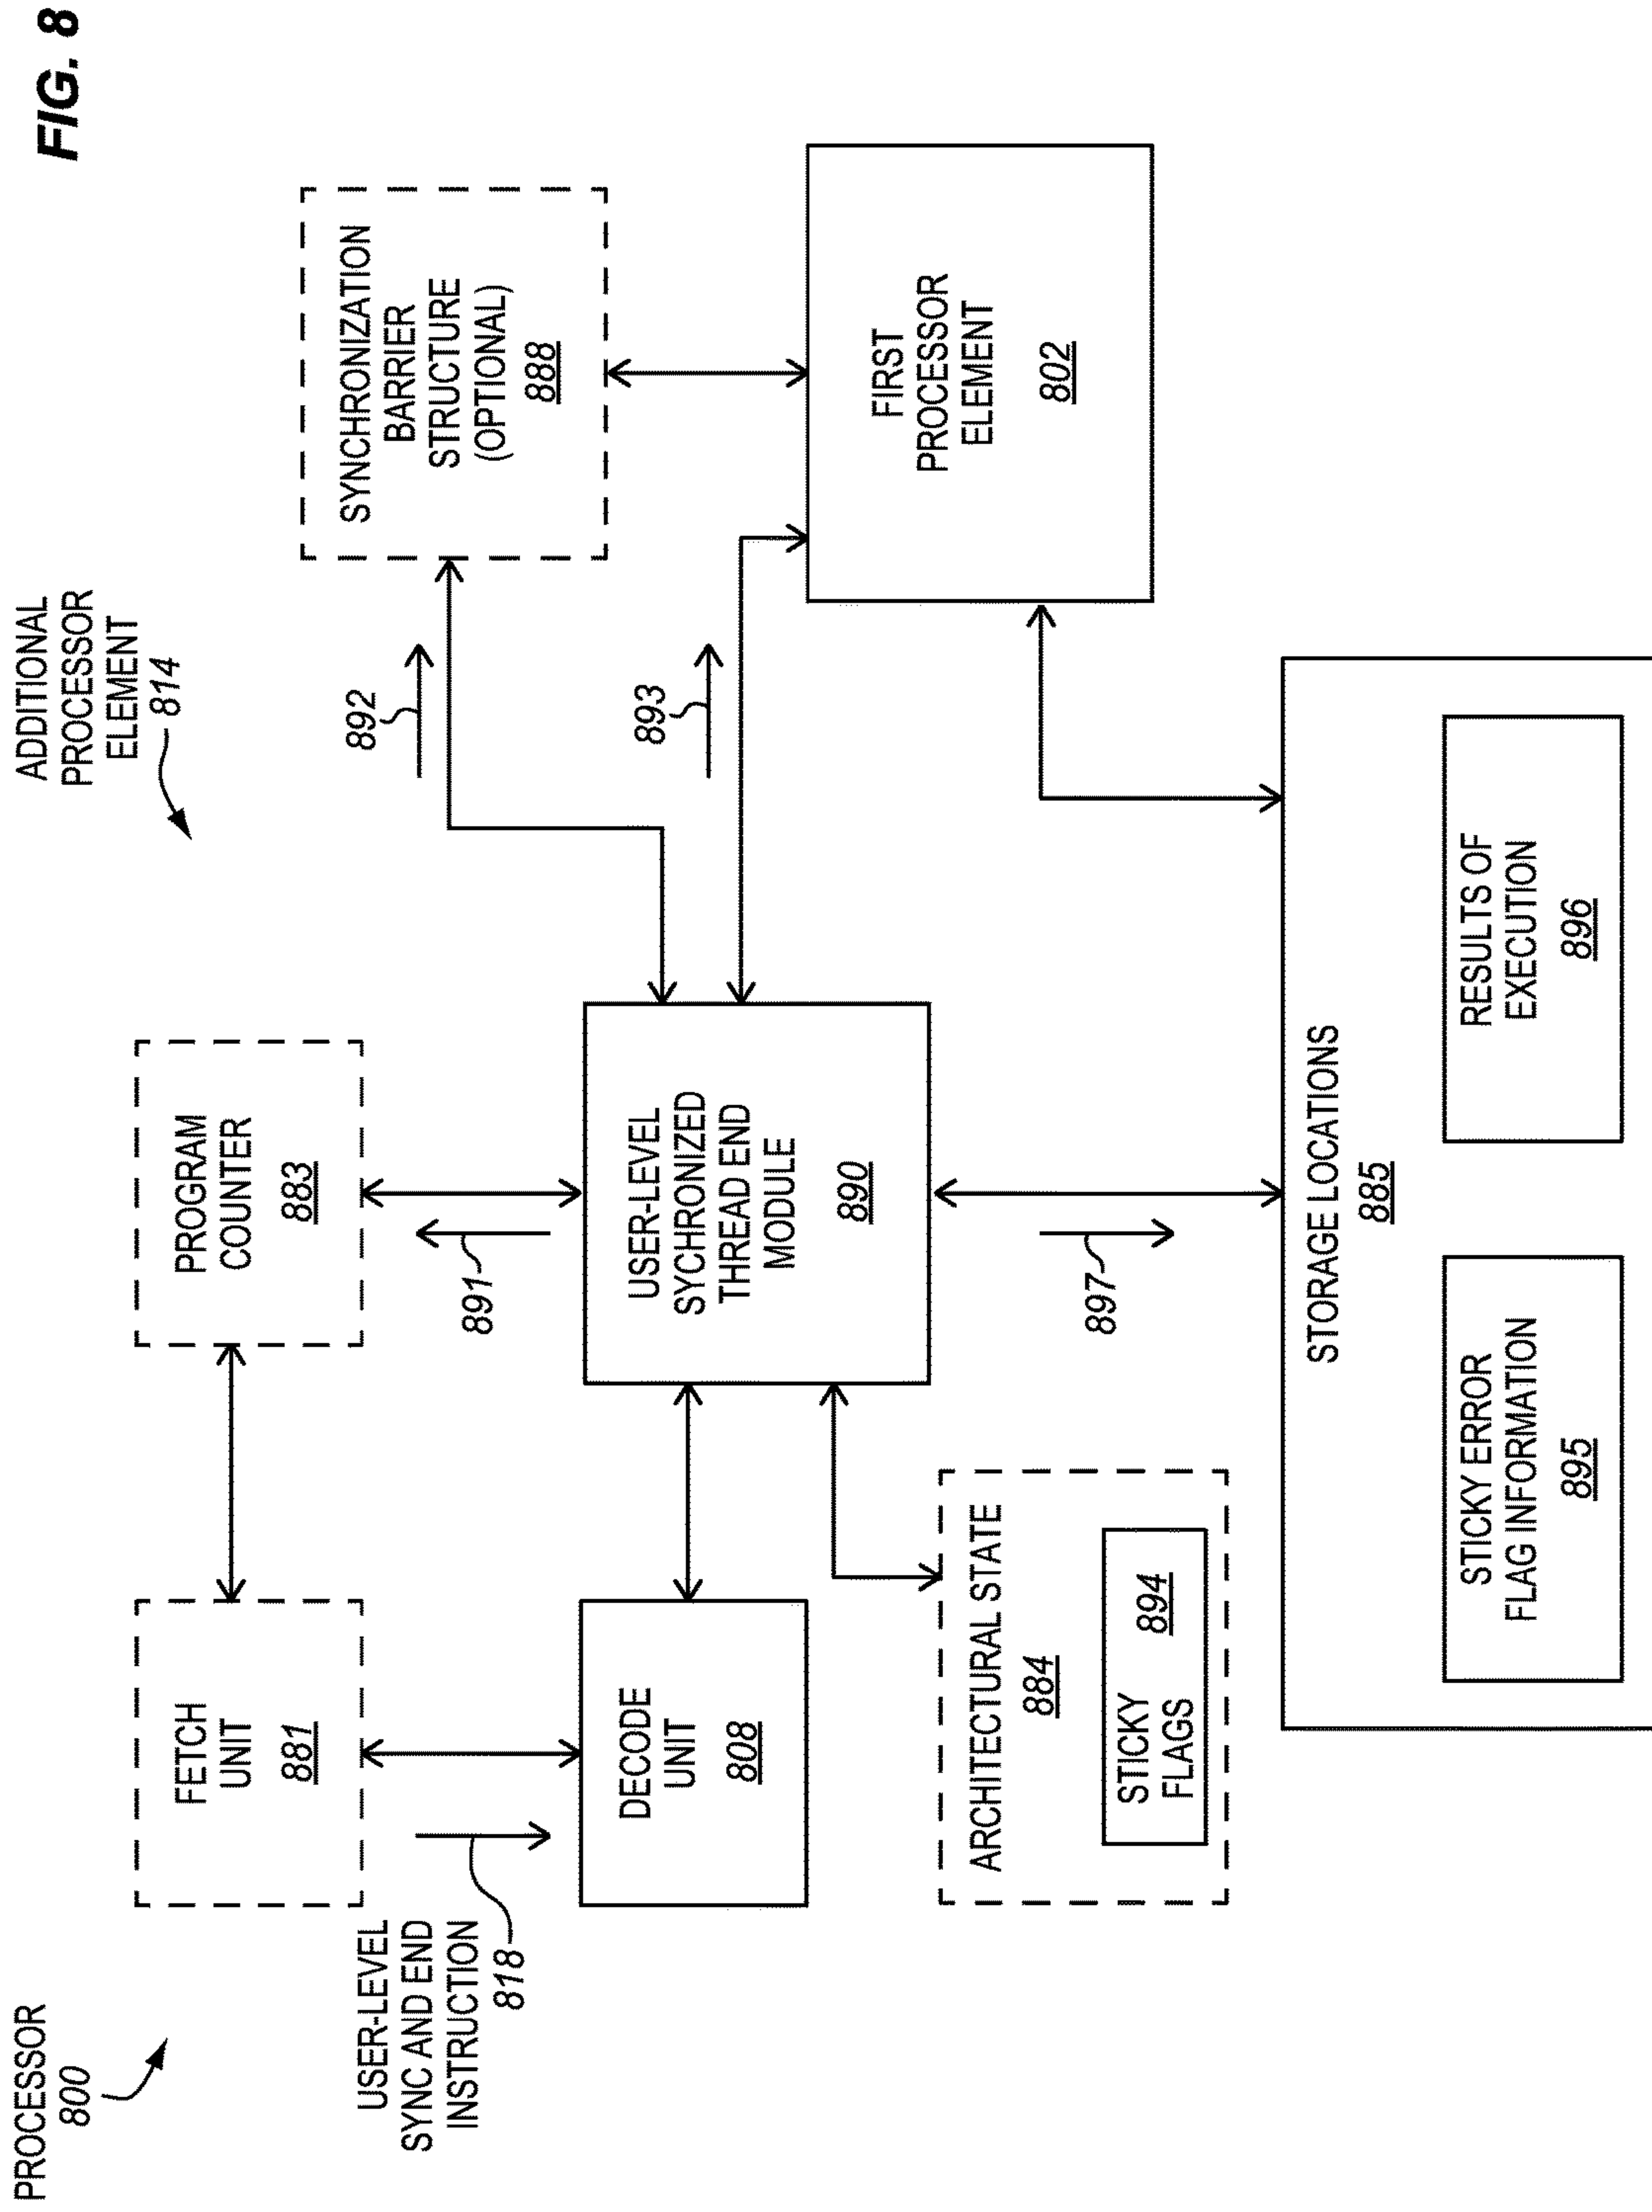 FIG. 8
PROCESSOR
800
ADDITIONAL
PROCESSOR
ELEMENT
814
FETCH
UNIT
881
PROGRAM
COUNTER
883
SYNCHRONIZATION
BARRIER
STRUCTURE
(OPTIONAL)
888
USER-LEVEL
SYNC AND END
INSTRUCTION
818
891
892
893
DECODE
UNIT
808
USER-LEVEL
SYCHRONIZED
THREAD END
MODULE
890
FIRST
PROCESSOR
ELEMENT
802
ARCHITECTURAL STATE
884
STICKY
FLAGS
894
897
STORAGE LOCATIONS
885
STICKY ERROR
FLAG INFORMATION
895
RESULTS OF
EXECUTION
896